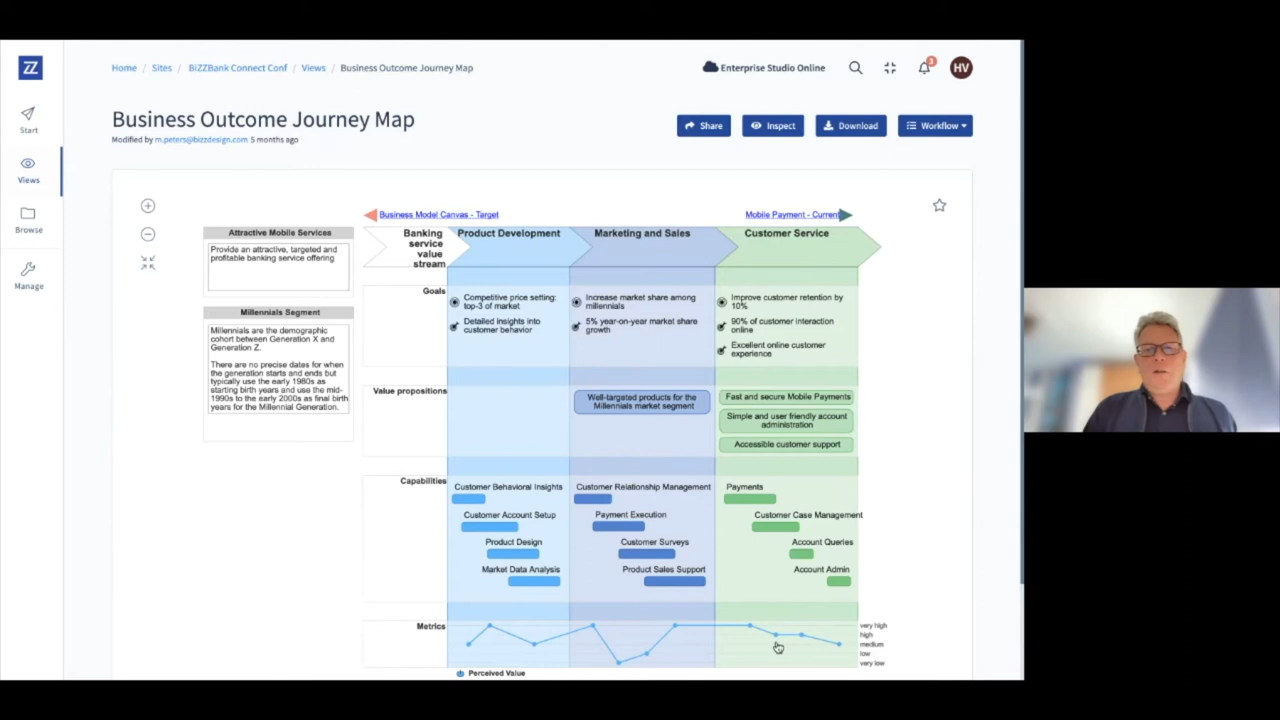 Home / Sites / BiZZBank Connect Conf / Views / Business Outcome Journey Map
Enterprise Studio Online
3
HV
ZZ
Start
Views
Browse
Manage
Business Outcome Journey Map
Modified by m.peters@bizzdesign.com 5 months ago
Share
Inspect
Download
Workflow
Business Model Canvas - Target
Mobile Payment - Current
Attractive Mobile Services
Provide an attractive, targeted and
profitable banking service offering
Millennials Segment
Millennials are the demographic
cohort between Generation X and
Generation Z.
There are no precise dates for when
the generation starts and ends but
typically use the early 1980s as
starting birth years and use the mid-
1990s to the early 2000s as final birth
years for the Millennial Generation.
Banking
service
value
stream
Product Development
Marketing and Sales
Customer Service
Goals
Competitive price setting:
top-3 of market
Detailed insights into
customer behavior
Increase market share among
millennials
5% year-on-year market share
growth
Improve customer retention by
10%
90% of customer interaction
online
Excellent online customer
experience
Value propositions
Well-targeted products for the
Millennials market segment
Fast and secure Mobile Payments
Simple and user friendly account
administration
Accessible customer support
Capabilities
Customer Behavioral Insights
Customer Account Setup
Product Design
Market Data Analysis
Customer Relationship Management
Payment Execution
Customer Surveys
Product Sales Support
Payments
Customer Case Management
Account Queries
Account Admin
Metrics
very high
high
medium
low
very low
Perceived Value